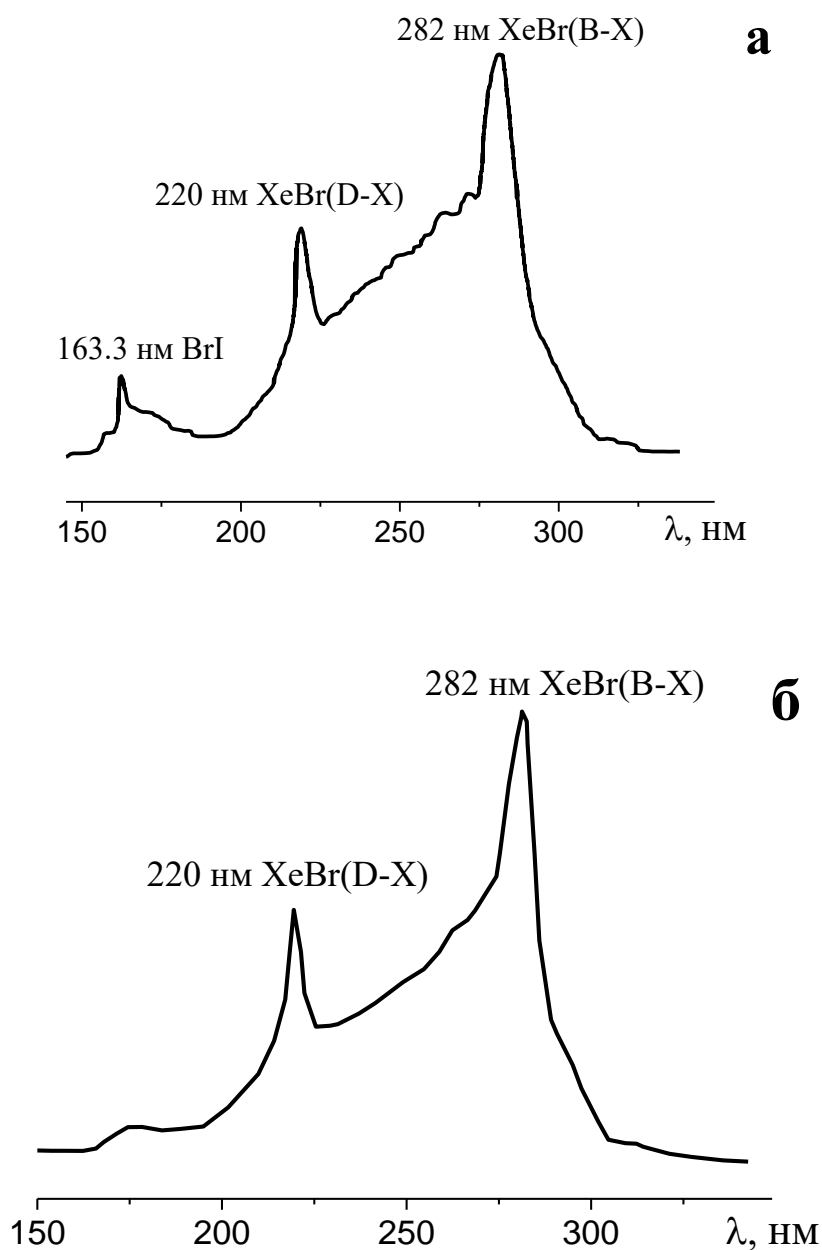 282 нм XeBr(B-X)
а
220 нм XeBr(D-X)
163.3 нм BrI
150 200 250 300 λ, нм
282 нм XeBr(B-X)
б
220 нм XeBr(D-X)
150 200 250 300 λ, нм